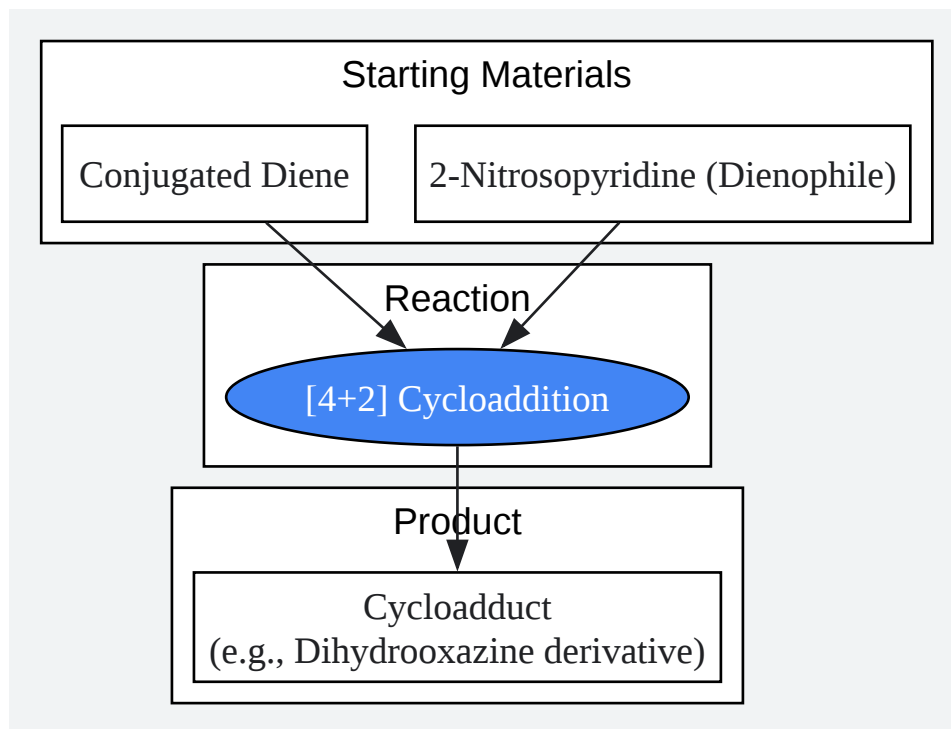 Starting Materials
Conjugated Diene
2-Nitrosopyridine (Dienophile)
Reaction
[4+2] Cycloaddition
Product
Cycloadduct
(e.g., Dihydrooxazine derivative)